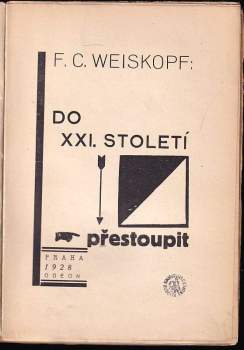 F. C. WEISKOPF:
DO
XXI. STOLETÍ
přestoupit
PRAHA
1928
ODEON